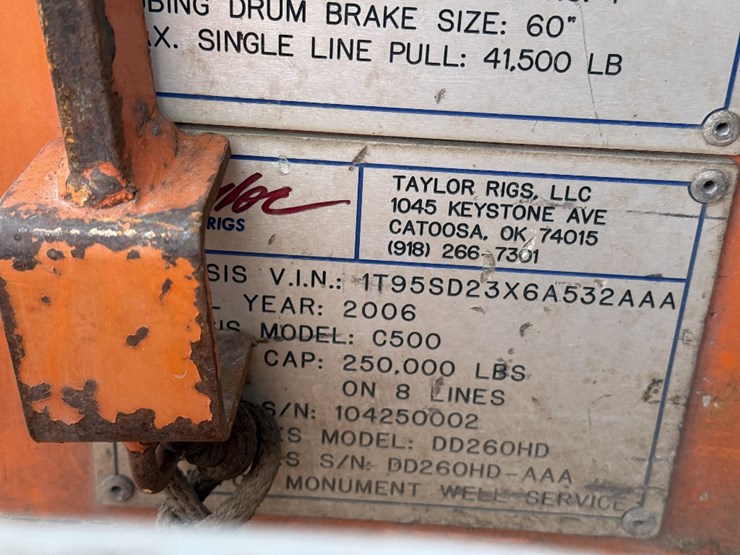 BING DRUM BRAKE SIZE: 60"
X. SINGLE LINE PULL: 41,500 LB
RIGS
TAYLOR RIGS, LLC
1045 KEYSTONE AVE
CATOOSA, OK 74015
(918) 266-7301
SIS V.I.N.: 1T95SD23X6A532AAA
YEAR: 2006
IS MODEL: C500
CAP: 250,000 LBS
ON 8 LINES
S/N: 104250002
KS MODEL: DD260HD
S S/N: DD260HD-AAA
MONUMENT WELL SERVICE